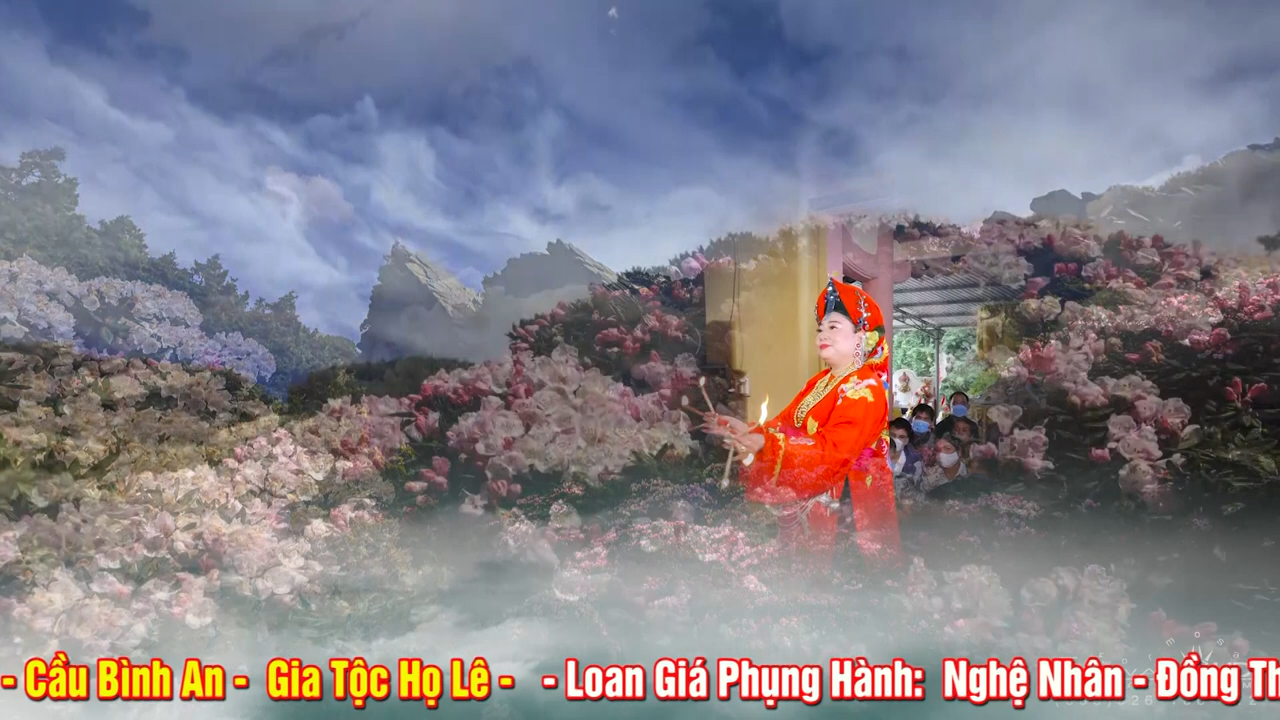 - Cầu Bình An -  Gia Tộc Họ Lê -   - Loan Giá Phụng Hành:  Nghệ Nhân - Đồng Th